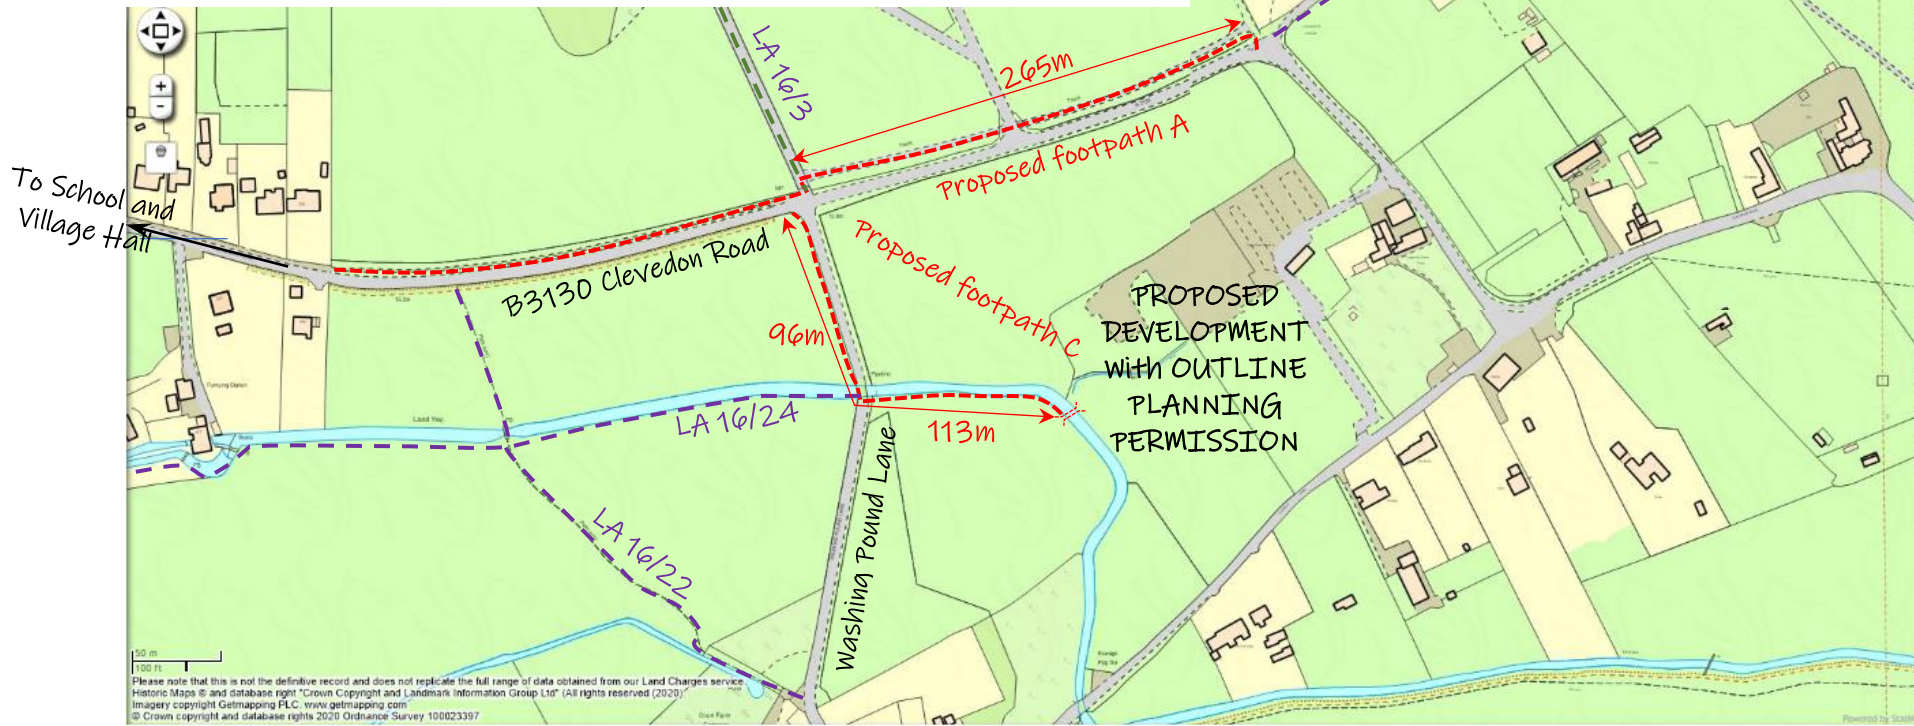 LA 16/3
265m
Proposed footpath A
To School and
Village Hall
B3130 Clevedon Road
Proposed footpath C
96m
PROPOSED
DEVELOPMENT
With OUTLINE
PLANNING
PERMISSION
LA 16/24
113m
Land Yeo
Pumping Station
LA 16/22
Washing Pound Lane
50 m
100 ft
Please note that this is not the definitive record and does not replicate the full range of data obtained from our Land Charges service.
Historic Maps © and database right "Crown Copyright and Landmark Information Group Ltd" (All rights reserved (2020)
Imagery copyright Getmapping PLC. www.getmapping.com
© Crown copyright and database rights 2020 Ordnance Survey 100023397